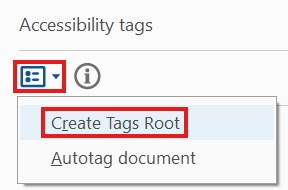 Accessibility tags
Create Tags Root
Autotag document